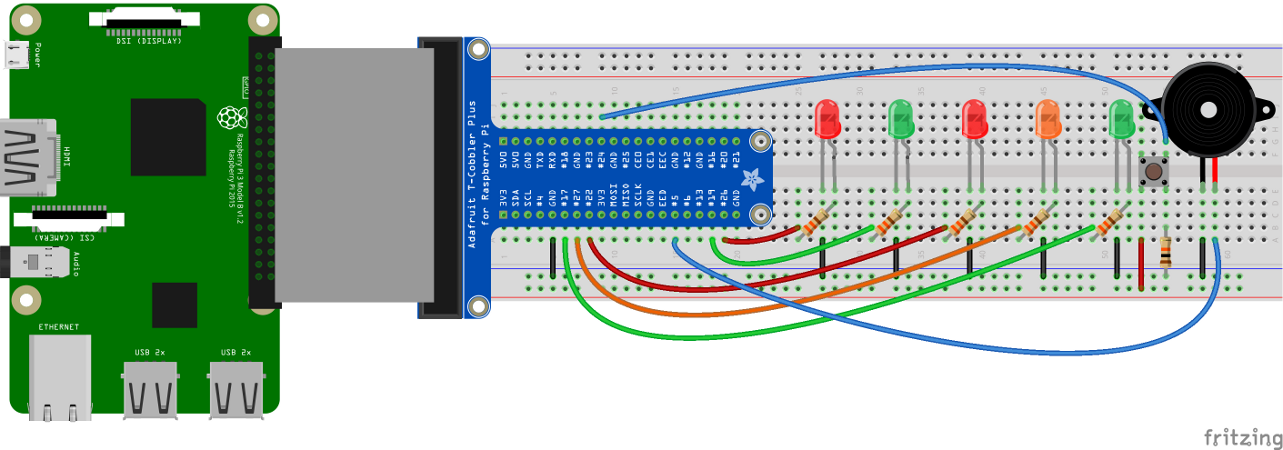 DSI (DISPLAY)
Power
HDMI
GPIO
Raspberry Pi 3 Model B v1.2
Raspberry Pi 2015
CSI (CAMERA)
Audio
ETHERNET
USB 2x
USB 2x
Adafruit T-Cobbler Plus
for Raspberry Pi
5V0 5V0 GND TXD RXD #18 GND #23 #24 GND #25 CE0 CE1 EEC GND #12 GND #16 #20 #21
3V3 SDA SCL #4 GND #17 #27 #22 3V3 MOSI MISO SCLK GND EED #5 #6 #13 #19 #26 GND
fritzing